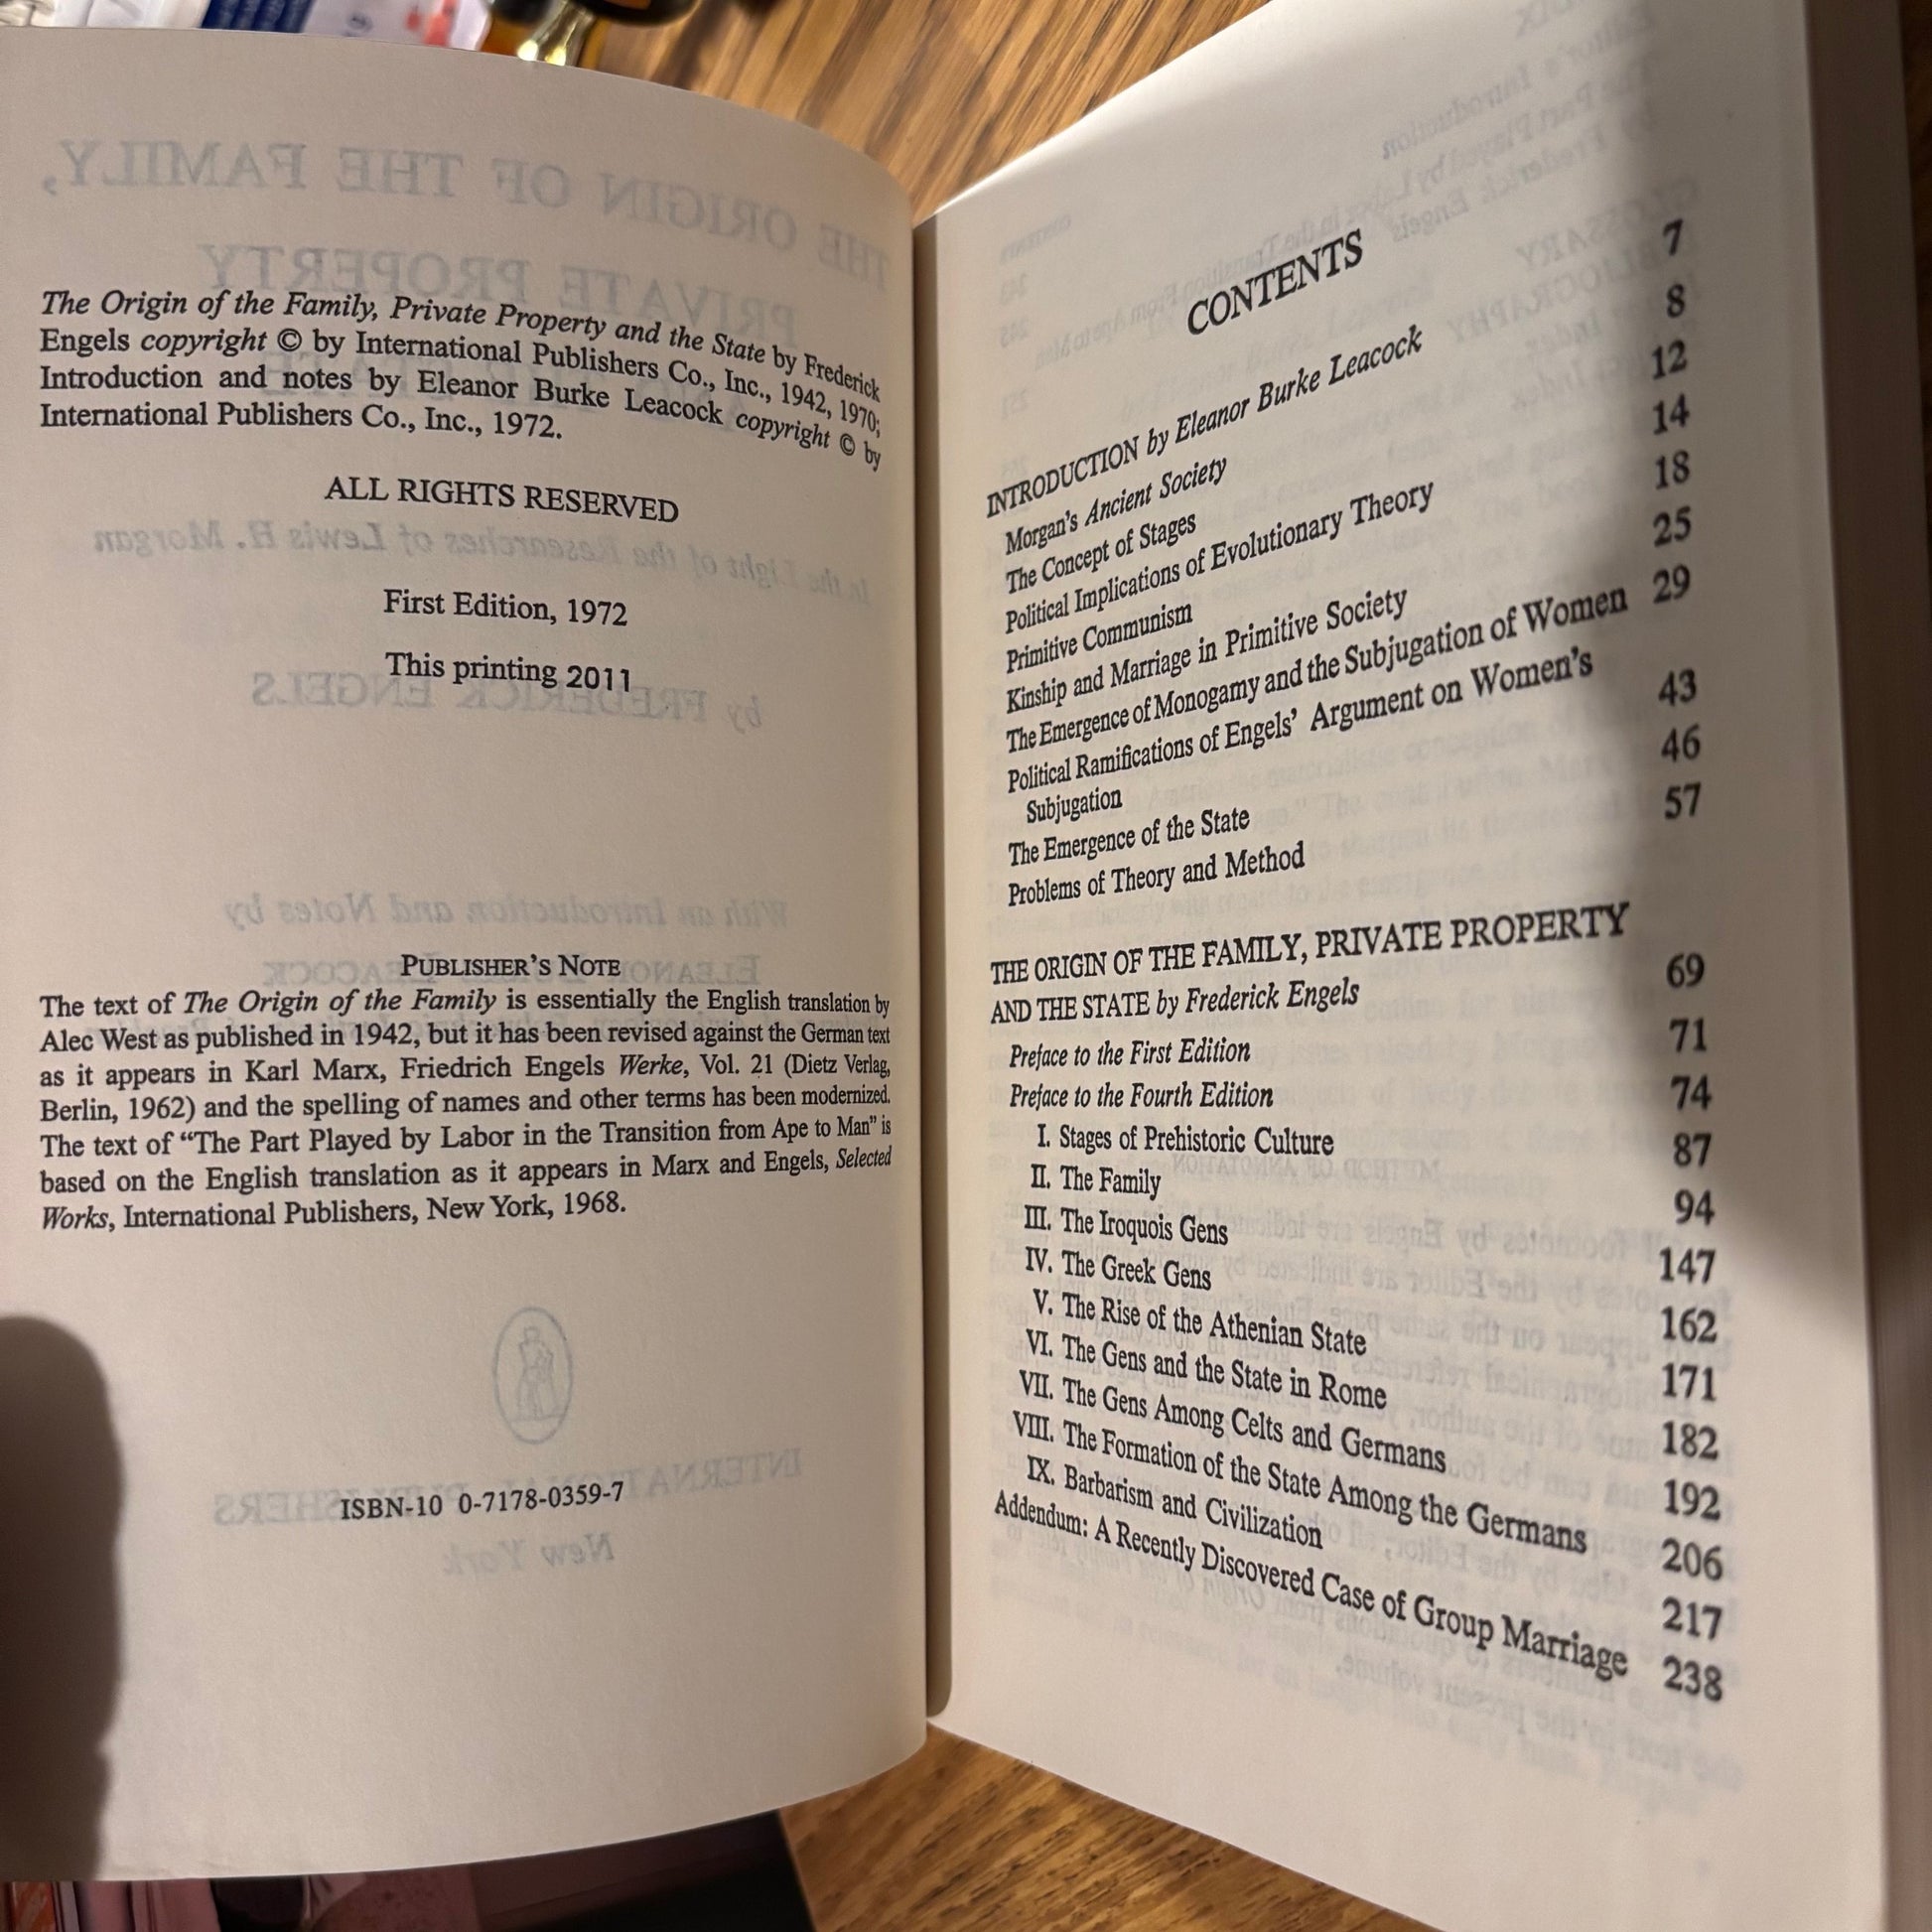 The Origin of the Family, Private Property and the State by Frederick
Engels copyright © by International Publishers Co., Inc., 1942, 1970;
Introduction and notes by Eleanor Burke Leacock copyright © by
International Publishers Co., Inc., 1972.
ALL RIGHTS RESERVED
First Edition, 1972
This printing 2011
PUBLISHER'S NOTE
The text of The Origin of the Family is essentially the English translation by
Alec West as published in 1942, but it has been revised against the German text
as it appears in Karl Marx, Friedrich Engels Werke, Vol. 21 (Dietz Verlag,
Berlin, 1962) and the spelling of names and other terms has been modernized.
The text of “The Part Played by Labor in the Transition from Ape to Man” is
based on the English translation as it appears in Marx and Engels, Selected
Works, International Publishers, New York, 1968.
ISBN-10 0-7178-0359-7
CONTENTS
INTRODUCTION by Eleanor Burke Leacock 7
Morgan's Ancient Society 8
The Concept of Stages 12
Political Implications of Evolutionary Theory 14
Primitive Communism 18
Kinship and Marriage in Primitive Society 25
The Emergence of Monogamy and the Subjugation of Women 29
Political Ramifications of Engels' Argument on Women's
Subjugation 43
The Emergence of the State 46
Problems of Theory and Method 57
THE ORIGIN OF THE FAMILY, PRIVATE PROPERTY
AND THE STATE by Frederick Engels 69
Preface to the First Edition 71
Preface to the Fourth Edition 74
I. Stages of Prehistoric Culture 87
II. The Family 94
III. The Iroquois Gens 147
IV. The Greek Gens 162
V. The Rise of the Athenian State 171
VI. The Gens and the State in Rome 182
VII. The Gens Among Celts and Germans 192
VIII. The Formation of the State Among the Germans 206
IX. Barbarism and Civilization 217
Addendum: A Recently Discovered Case of Group Marriage 238